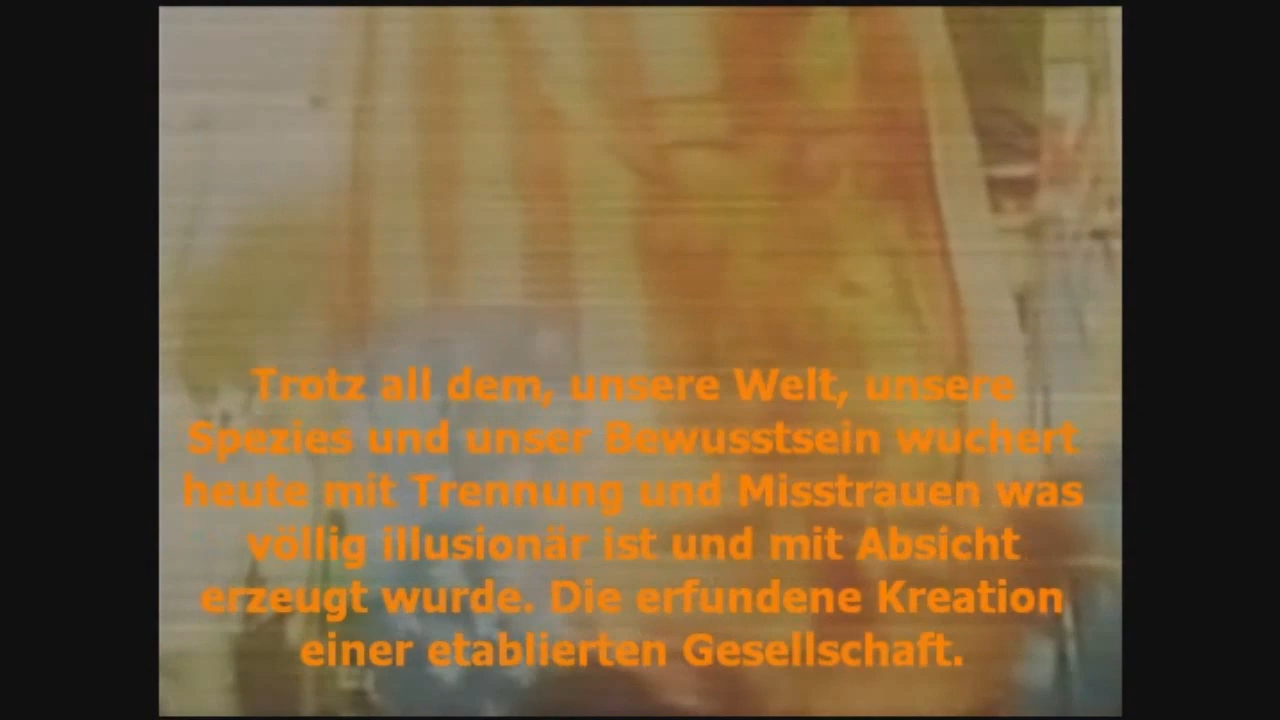 Trotz all dem, unsere Welt, unsere
Spezies und unser Bewusstsein wuchert
heute mit Trennung und Misstrauen was
völlig illusionär ist und mit Absicht
erzeugt wurde. Die erfundene Kreation
einer etablierten Gesellschaft.